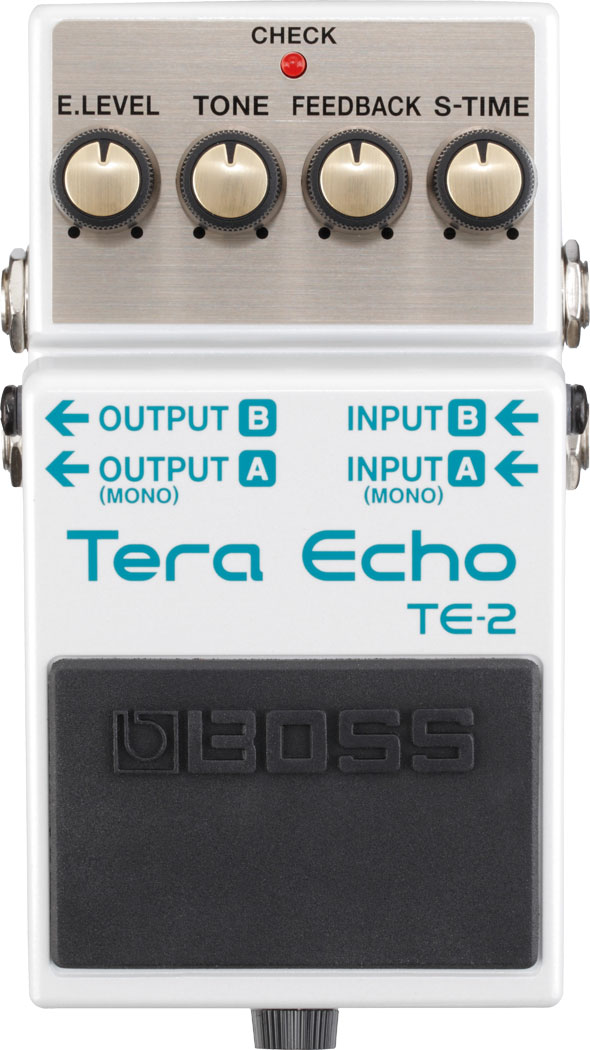 CHECK
E.LEVEL TONE FEEDBACK S-TIME
← OUTPUT B INPUT B ←
← OUTPUT A INPUT A ←
(MONO) (MONO)
Tera Echo
TE-2
BOSS